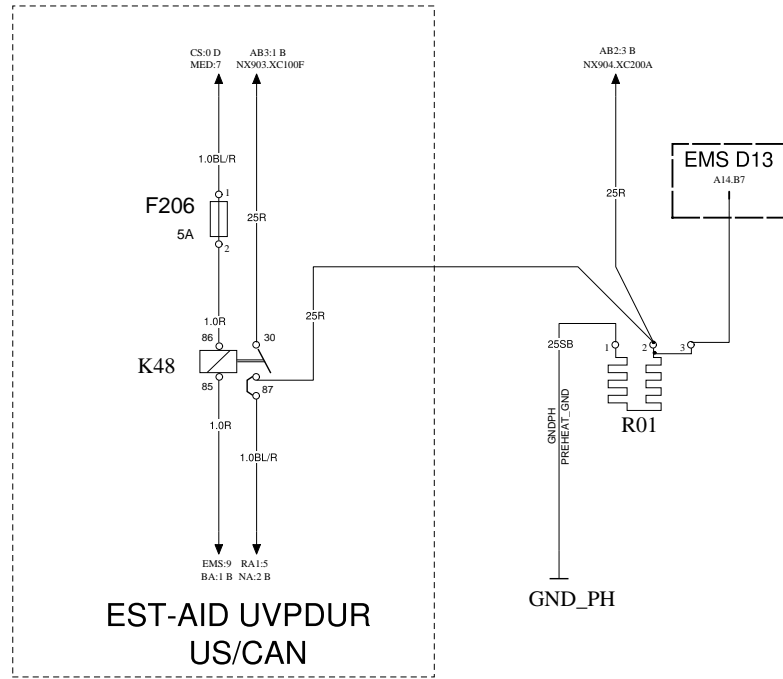 CS:0 D
MED:7
AB3:1 B
NX903.XC100F
AB2:3 B
NX904.XC200A
EMS D13
A14.B7
1.0BL/R
25R
25R
F206
5A
1
2
1.0R
25R
86
30
K48
85
87
1.0R
1.0BL/R
25SB
1
2
3
R01
GNDPH
PREHEAT_GND
GND_PH
EMS:9
BA:1 B
RA1:5
NA:2 B
EST-AID UVPDUR
US/CAN